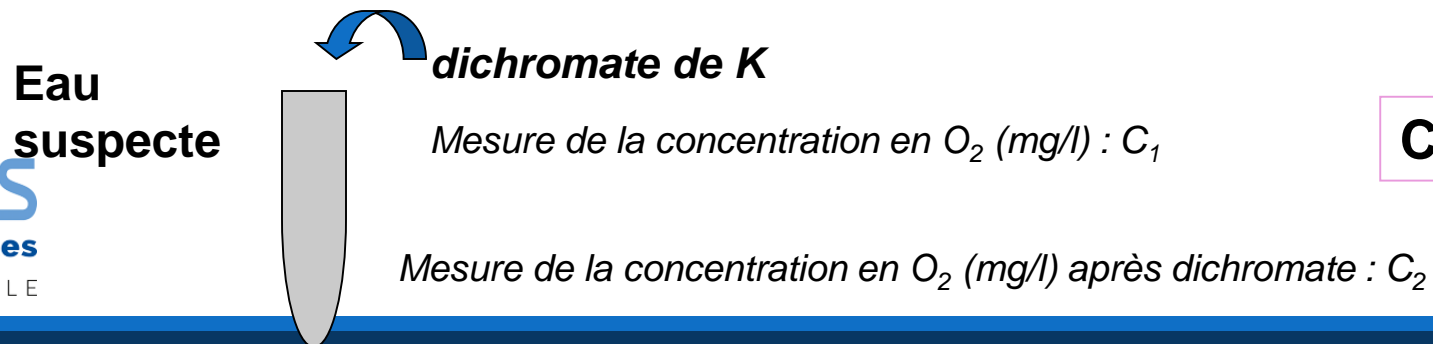 dichromate de K
Eau
suspecte
Mesure de la concentration en O₂ (mg/l) : C₁
C
S
es
L E
Mesure de la concentration en O₂ (mg/l) après dichromate : C₂